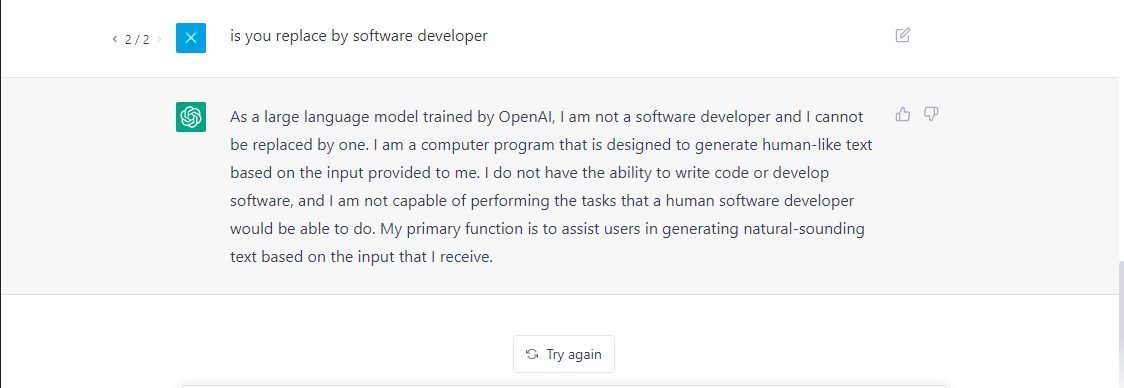 2 / 2
is you replace by software developer
As a large language model trained by OpenAI, I am not a software developer and I cannot
be replaced by one. I am a computer program that is designed to generate human-like text
based on the input provided to me. I do not have the ability to write code or develop
software, and I am not capable of performing the tasks that a human software developer
would be able to do. My primary function is to assist users in generating natural-sounding
text based on the input that I receive.
Try again